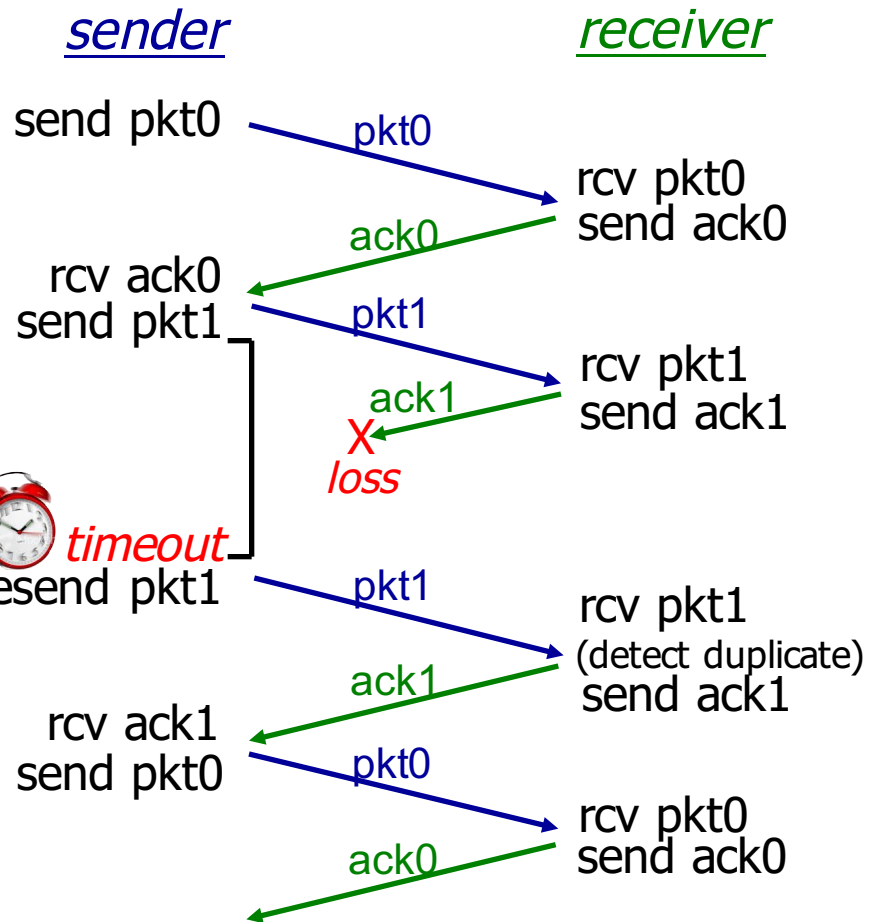 sender
receiver
send pkt0
pkt0
rcv pkt0
send ack0
ack0
rcv ack0
send pkt1
pkt1
rcv pkt1
send ack1
ack1
X
loss
timeout
esend pkt1
pkt1
rcv pkt1
(detect duplicate)
send ack1
ack1
rcv ack1
send pkt0
pkt0
rcv pkt0
send ack0
ack0